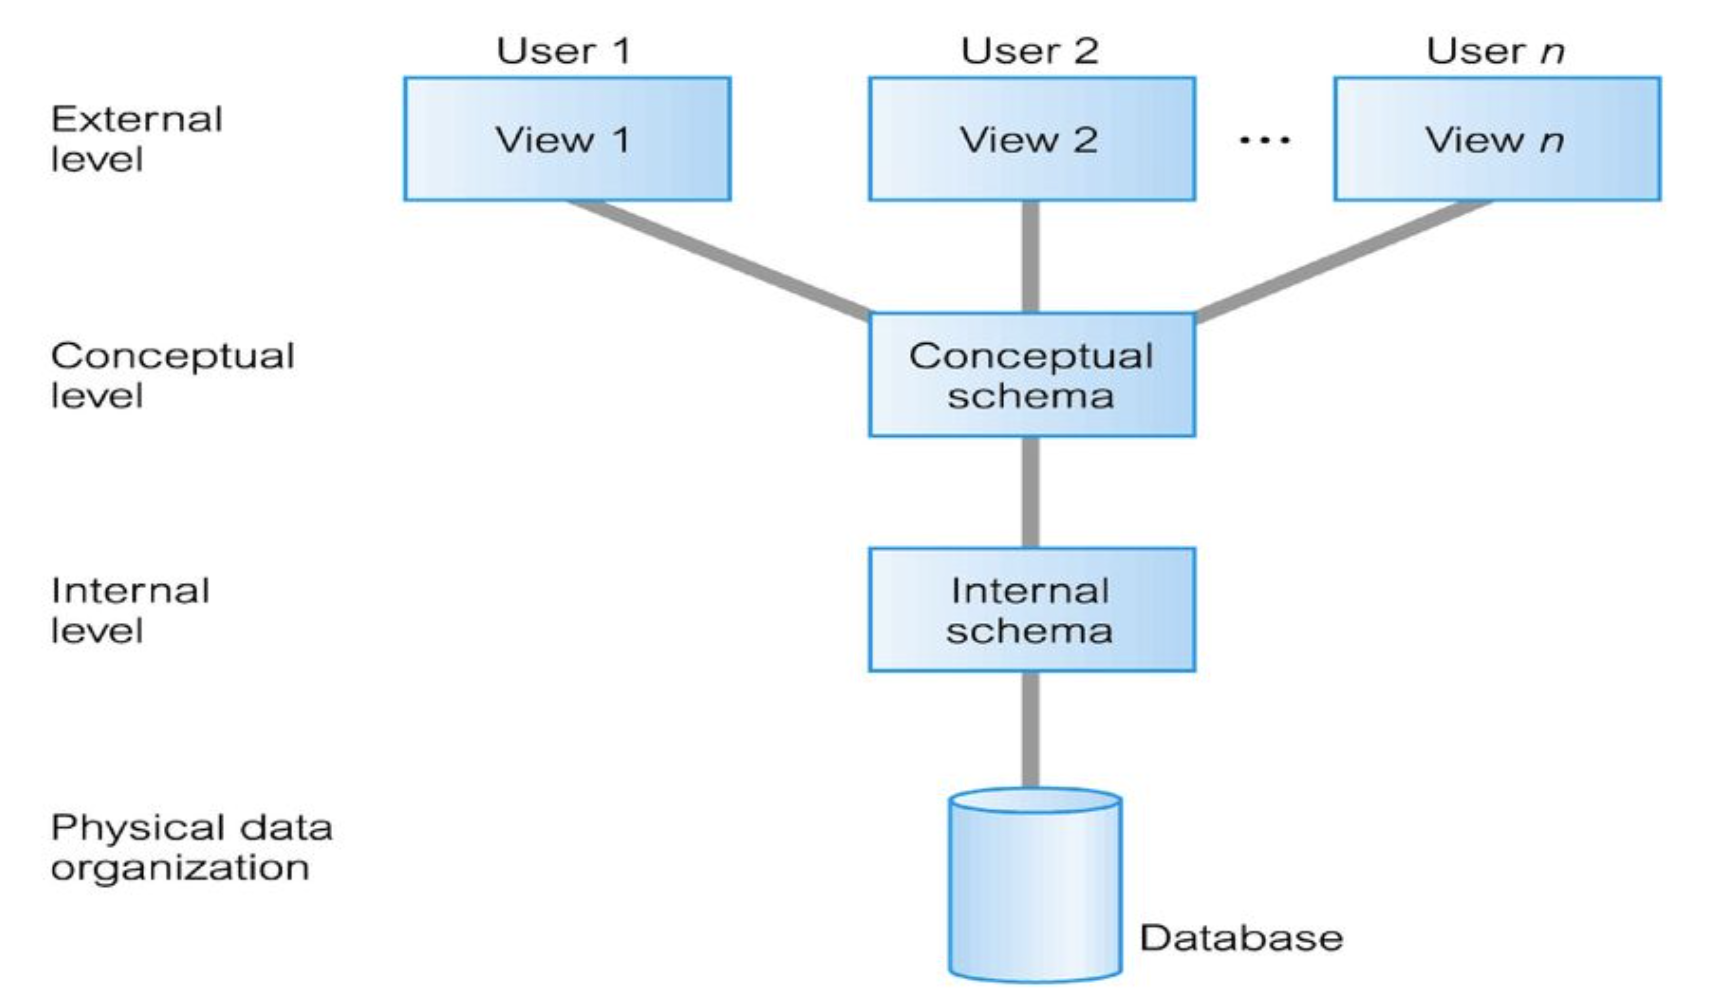 User 1
User 2
User n
External
level
View 1
View 2
...
View n
Conceptual
level
Conceptual
schema
Internal
level
Internal
schema
Physical data
organization
Database